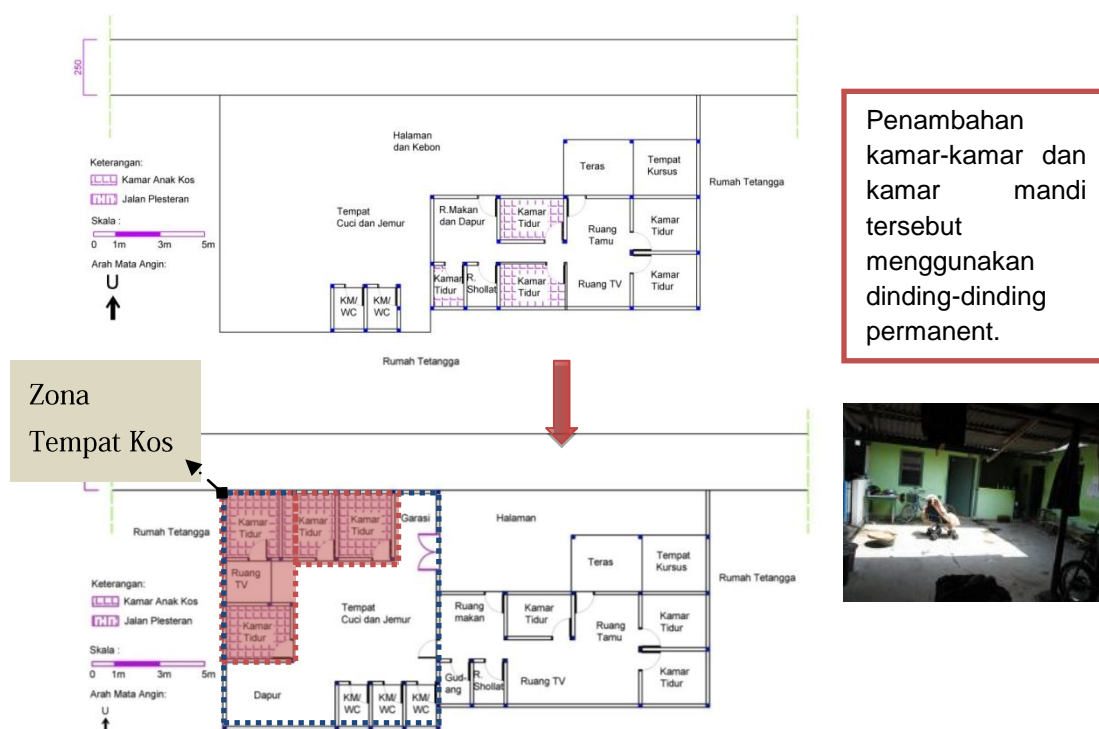 250
Halaman
dan Kebon
Keterangan:
Kamar Anak Kos
Jalan Plesteran
Skala :
0 1m 3m 5m
Arah Mata Angin:
U
Tempat
Cuci dan Jemur
R.Makan
dan Dapur
Kamar
Tidur
Teras
Tempat
Kursus
Rumah Tetangga
Ruang
Tamu
Kamar
Tidur
Kamar
Tidur
R.
Shollat
Kamar
Tidur
Ruang TV
Kamar
Tidur
KM/
WC
KM/
WC
Rumah Tetangga
Penambahan
kamar-kamar dan
kamar mandi
tersebut
menggunakan
dinding-dinding
permanent.
Zona
Tempat Kos
Rumah Tetangga
Kamar
Tidur
Kamar
Tidur
Kamar
Tidur
Garasi
Halaman
Ruang
TV
Kamar
Tidur
Tempat
Cuci dan Jemur
Teras
Tempat
Kursus
Rumah Tetangga
Keterangan:
Kamar Anak Kos
Jalan Plesteran
Skala :
0 1m 3m 5m
Arah Mata Angin:
U
Ruang
makan
Kamar
Tidur
Ruang
Tamu
Kamar
Tidur
Gud-
ang
R.
Shollat
Ruang TV
Kamar
Tidur
Dapur
KM/
WC
KM/
WC
KM/
WC